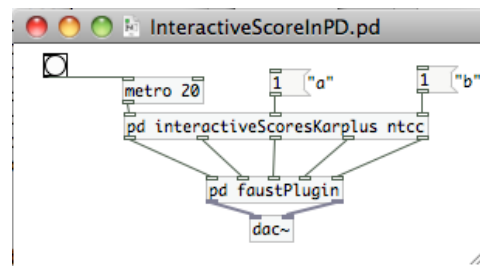 InteractiveScoreInPD.pd
metro 20
1 "a"
1 "b"
pd interactiveScoresKarplus ntcc
pd faustPlugin
dac~